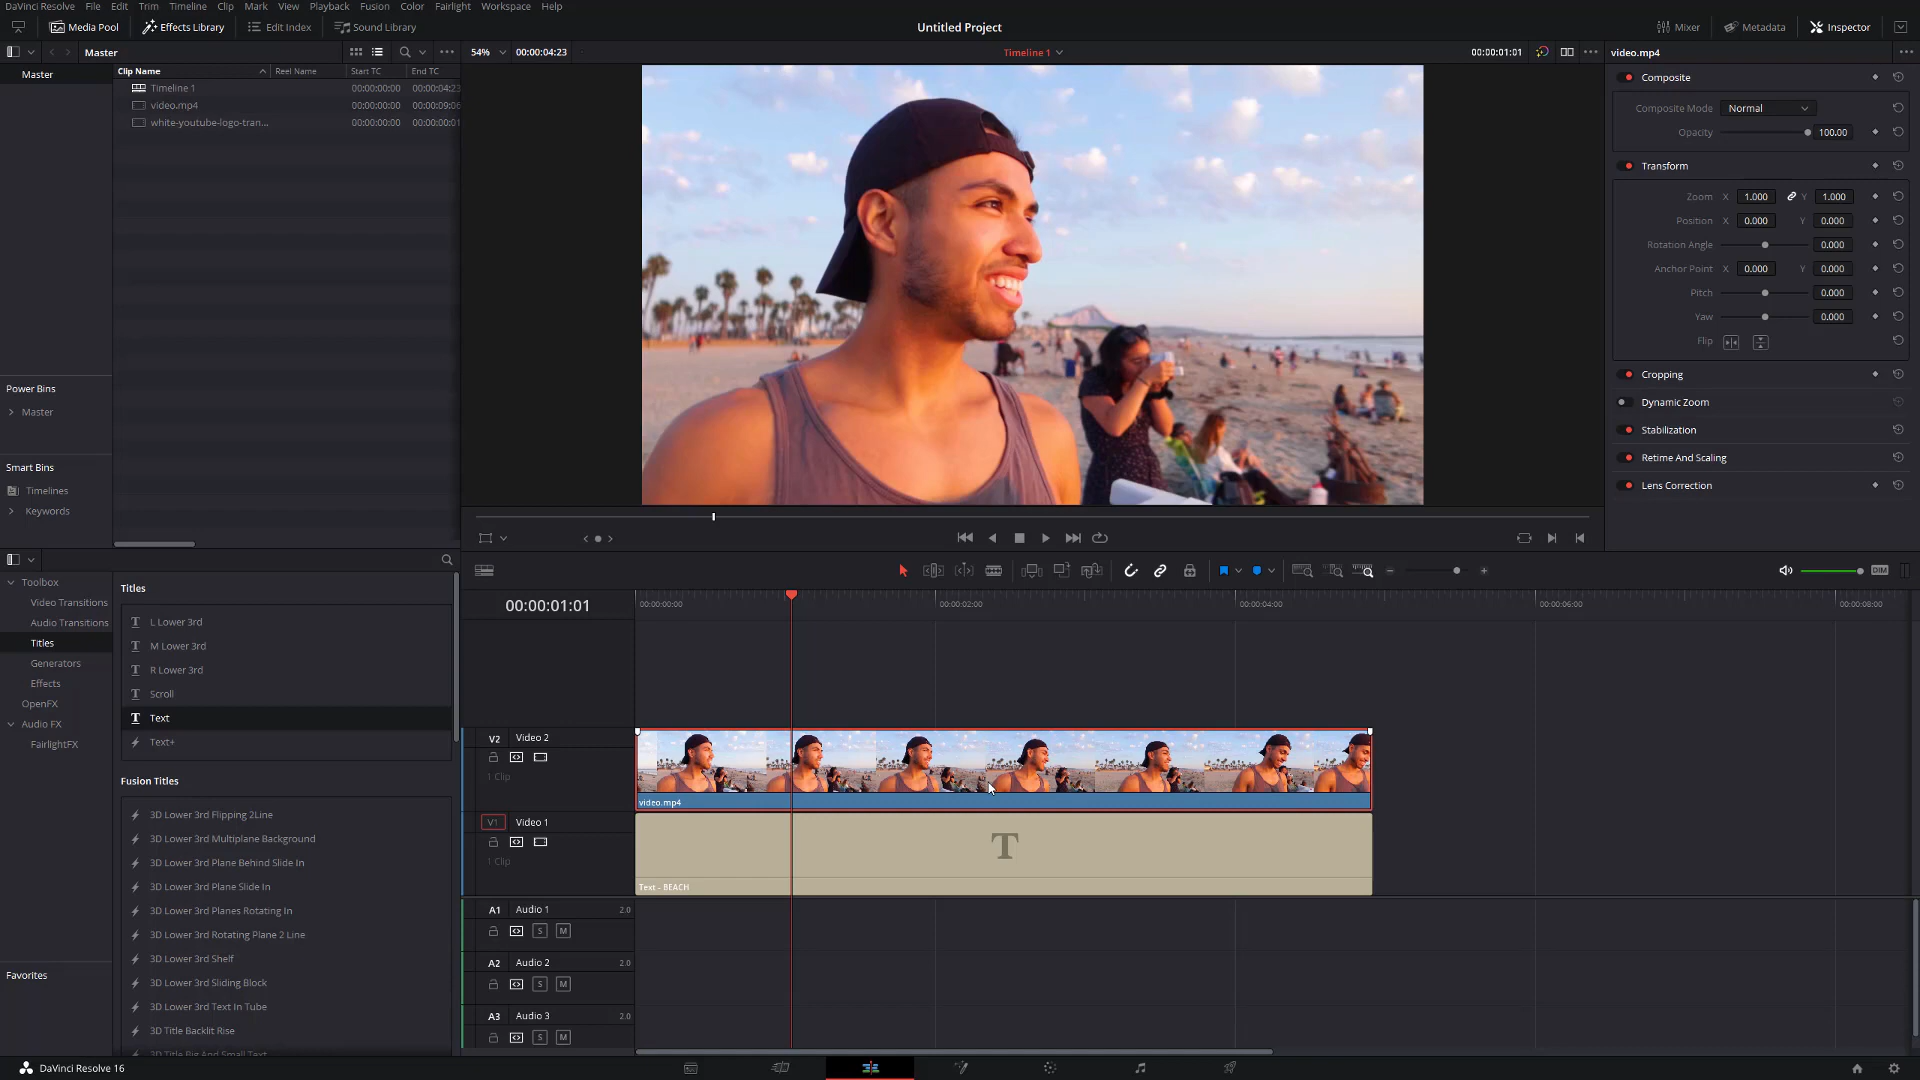 DaVinci Resolve File Edit Trim Timeline Clip Mark View Playback Fusion Color Fairlight Workspace Help
Media Pool Effects Library Edit Index Sound Library Untitled Project Mixer Metadata Inspector
Master 54% 00:00:04:23 Timeline 1 00:00:01:01 video.mp4
Master Clip Name Reel Name Start TC End TC
Timeline 1 00:00:00:00 00:00:04:23
video.mp4 00:00:00:00 00:00:09:06
white-youtube-logo-tran... 00:00:00:00 00:00:00:01
Composite
Composite Mode Normal
Opacity 100.00
Transform
Zoom X 1.000 Y 1.000
Position X 0.000 Y 0.000
Rotation Angle 0.000
Anchor Point X 0.000 Y 0.000
Pitch 0.000
Yaw 0.000
Flip
Cropping
Dynamic Zoom
Stabilization
Retime And Scaling
Lens Correction
Power Bins
Master
Smart Bins
Timelines
Keywords
Toolbox
Video Transitions
Audio Transitions
Titles
Generators
Effects
OpenFX
Audio FX
FairlightFX
Favorites
Titles
L Lower 3rd
M Lower 3rd
R Lower 3rd
Scroll
Text
Text+
Fusion Titles
3D Lower 3rd Flipping 2Line
3D Lower 3rd Multiplane Background
3D Lower 3rd Plane Behind Slide In
3D Lower 3rd Plane Slide In
3D Lower 3rd Planes Rotating In
3D Lower 3rd Rotating Plane 2 Line
3D Lower 3rd Shelf
3D Lower 3rd Sliding Block
3D Lower 3rd Text In Tube
3D Title Backlit Rise
3D Title Big And Small Text
DIM
00:00:01:01 00:00:00:00 00:00:02:00 00:00:04:00 00:00:06:00 00:00:08:00
V2 Video 2
1 Clip
video.mp4
V1 Video 1
1 Clip
T
Text - BEACH
A1 Audio 1 2.0
S M
A2 Audio 2 2.0
S M
A3 Audio 3 2.0
S M
DaVinci Resolve 16